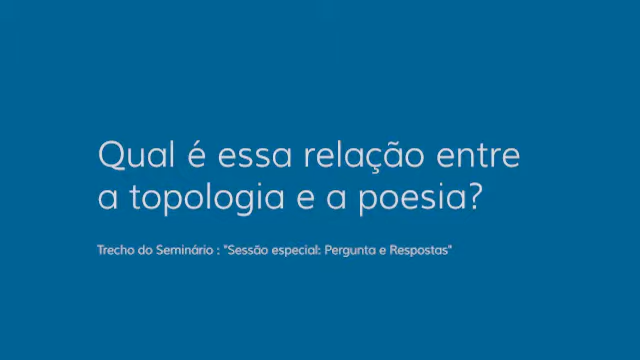 Qual é essa relação entre
a topologia e a poesia?
Trecho do Seminário : "Sessão especial: Pergunta e Respostas"